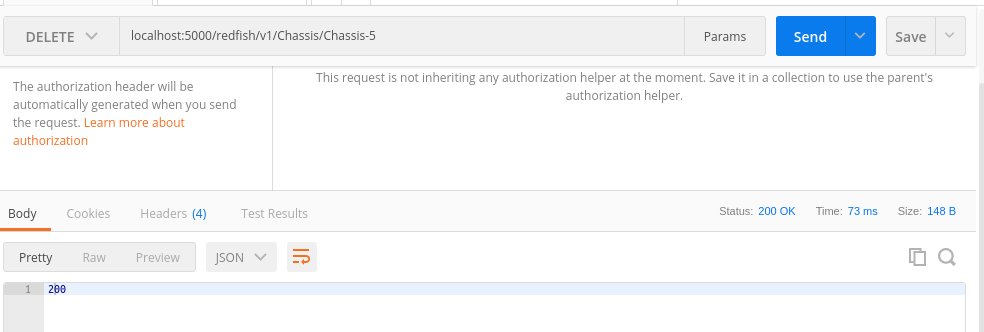 DELETE localhost:5000/redfish/v1/Chassis/Chassis-5 Params Send Save
The authorization header will be
automatically generated when you send
the request. Learn more about
authorization
This request is not inheriting any authorization helper at the moment. Save it in a collection to use the parent's
authorization helper.
Body Cookies Headers (4) Test Results Status: 200 OK Time: 73 ms Size: 148 B
Pretty Raw Preview JSON
1 200